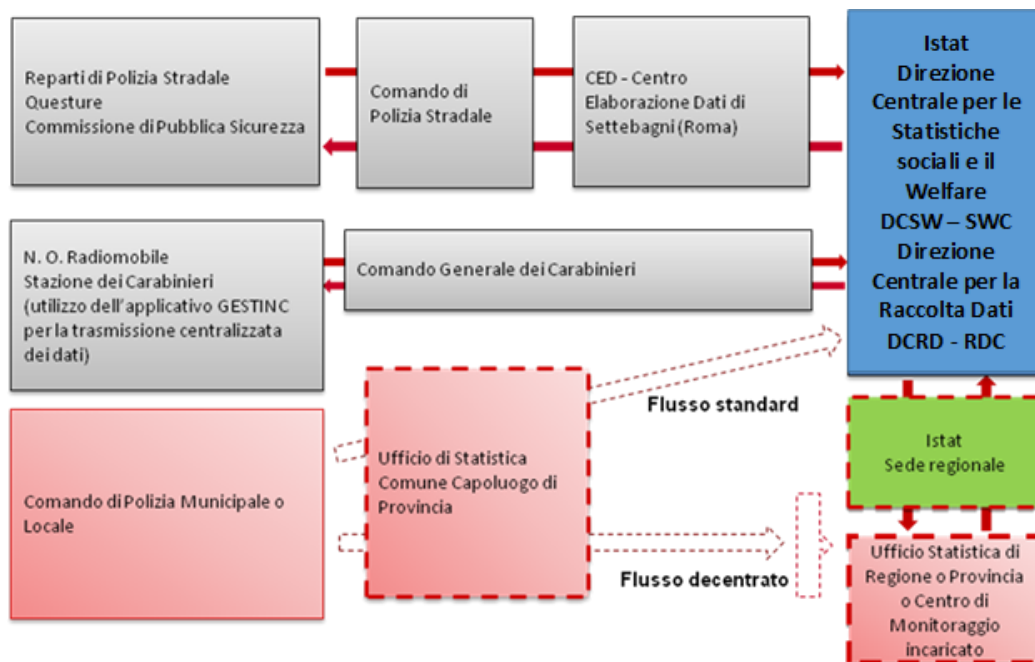 Reparti di Polizia Stradale
Questure
Commissione di Pubblica Sicurezza
Comando di
Polizia Stradale
CED - Centro
Elaborazione Dati di
Settebagni (Roma)
Istat
Direzione
Centrale per le
Statistiche
sociali e il
Welfare
DCSW – SWC
Direzione
Centrale per la
Raccolta Dati
DCRD - RDC
N. O. Radiomobile
Stazione dei Carabinieri
(utilizzo dell'applicativo GESTINC
per la trasmissione centralizzata
dei dati)
Comando Generale dei Carabinieri
Flusso standard
Ufficio di Statistica
Comune Capoluogo di
Provincia
Comando di Polizia Municipale o
Locale
Flusso decentrato
Istat
Sede regionale
Ufficio Statistica di
Regione o Provincia
o Centro di
Monitoraggio
incaricato